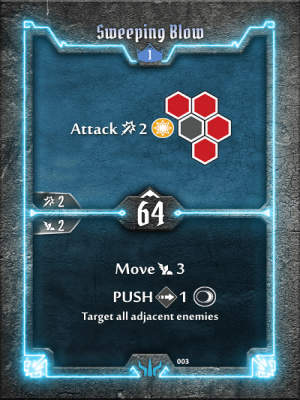 Sweeping Blow
1
Attack 2
2
64
2
Move 3
PUSH 1
Target all adjacent enemies
003